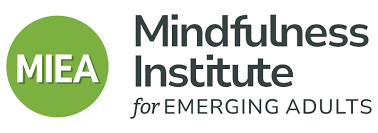 MIEA
Mindfulness
Institute
for EMERGING ADULTS